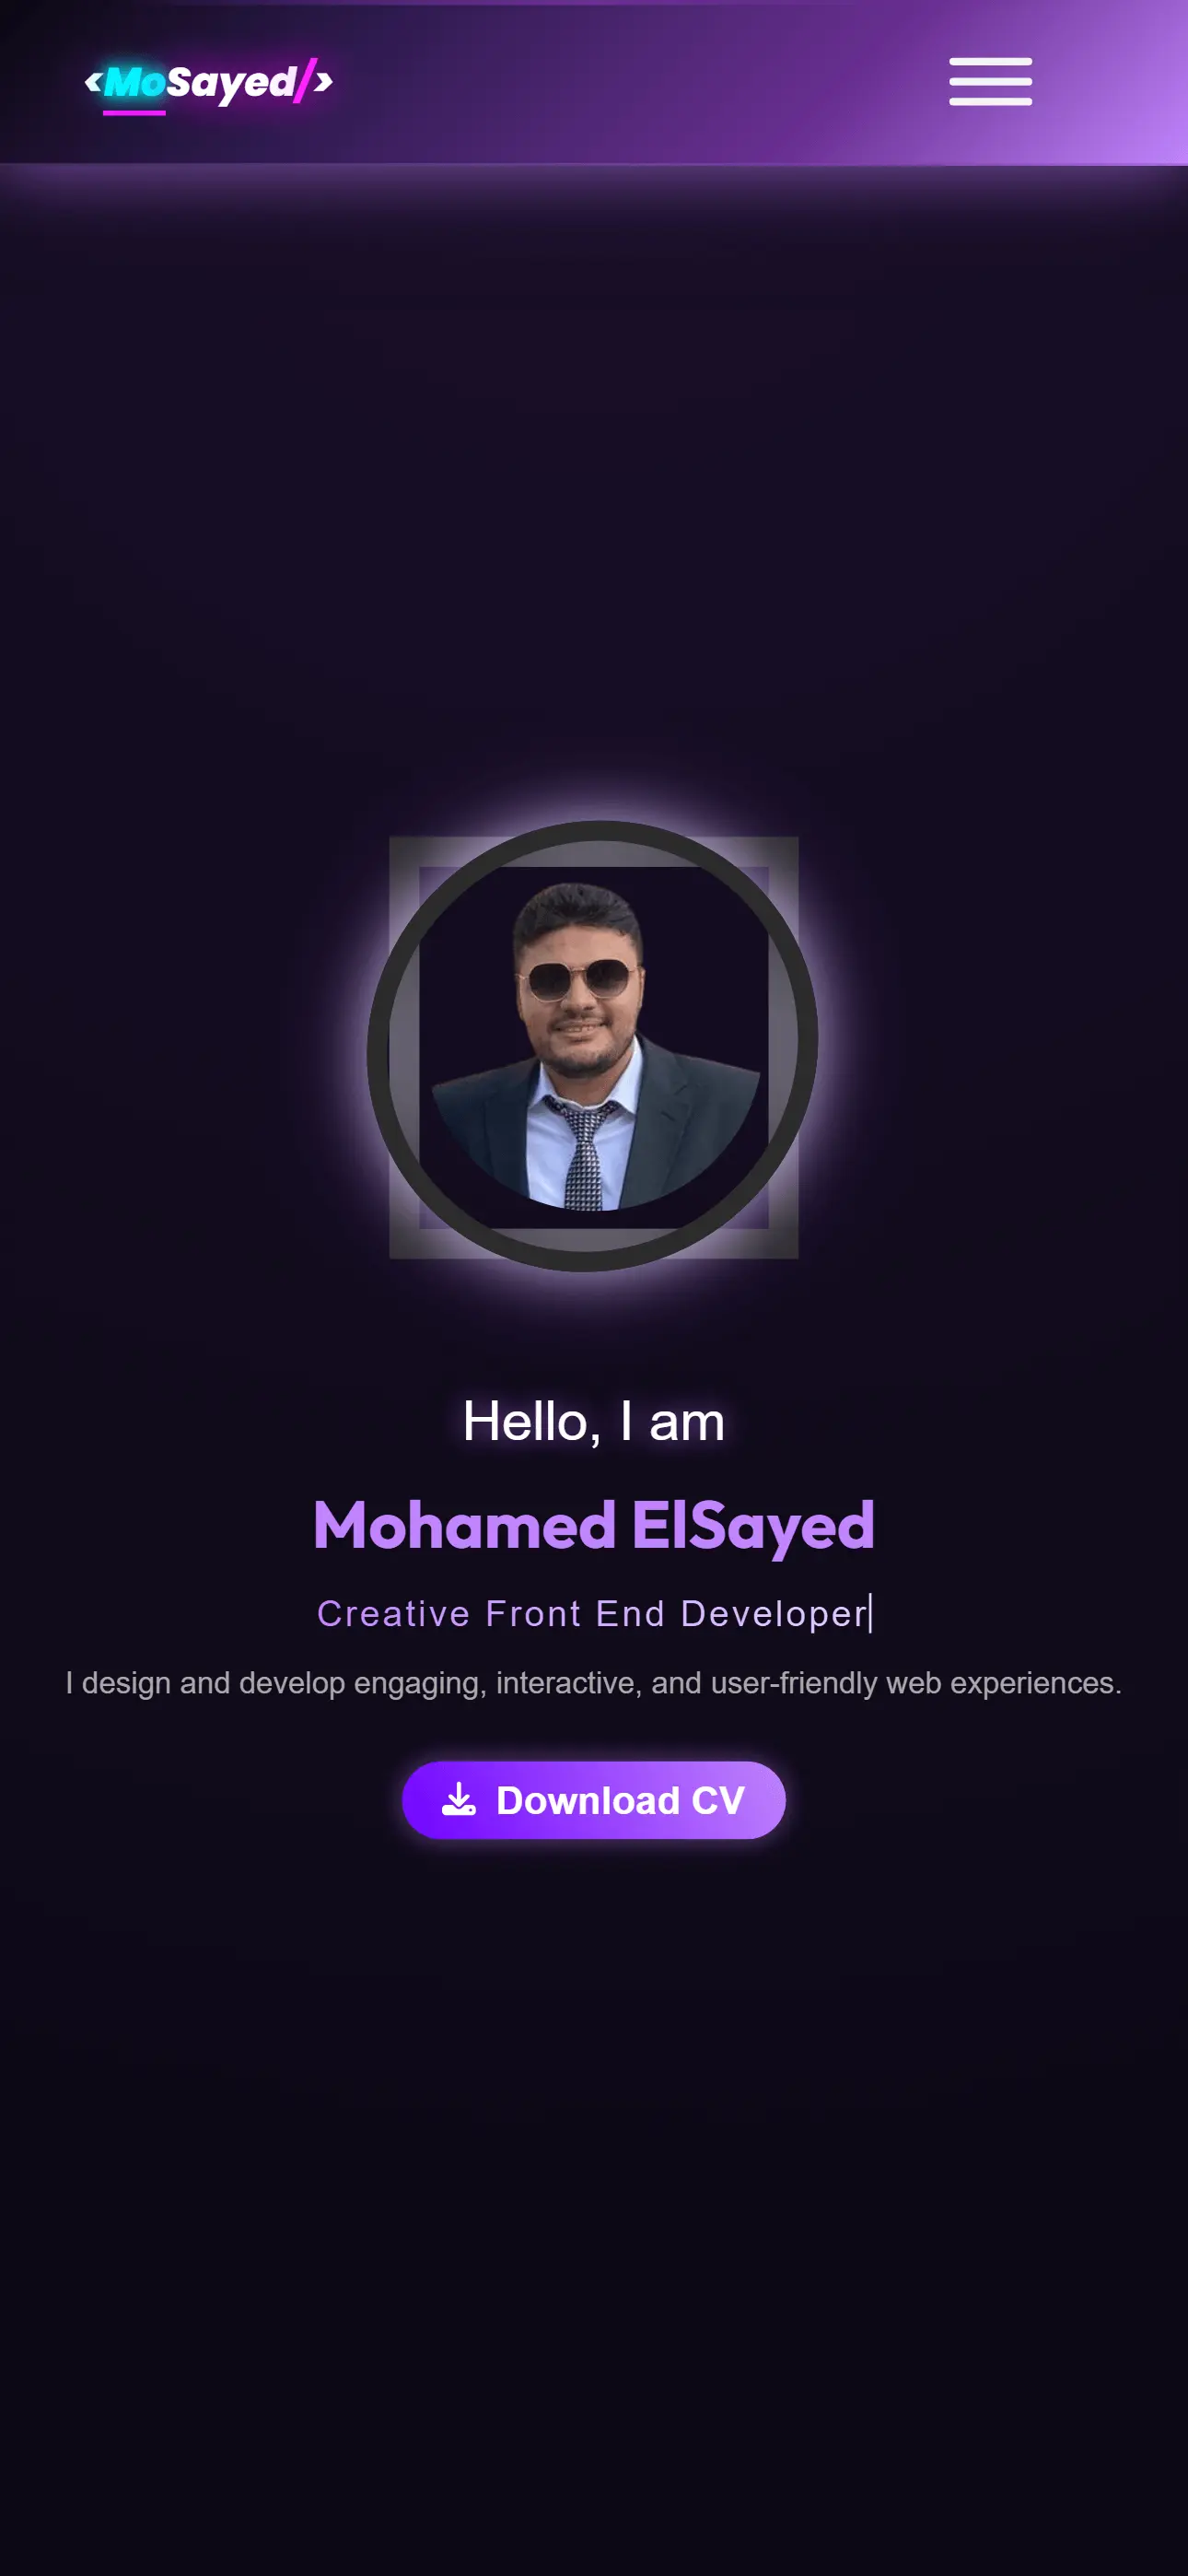 <MoSayed/>
Hello, I am
Mohamed ElSayed
Creative Front End Developer
I design and develop engaging, interactive, and user-friendly web experiences.
Download CV